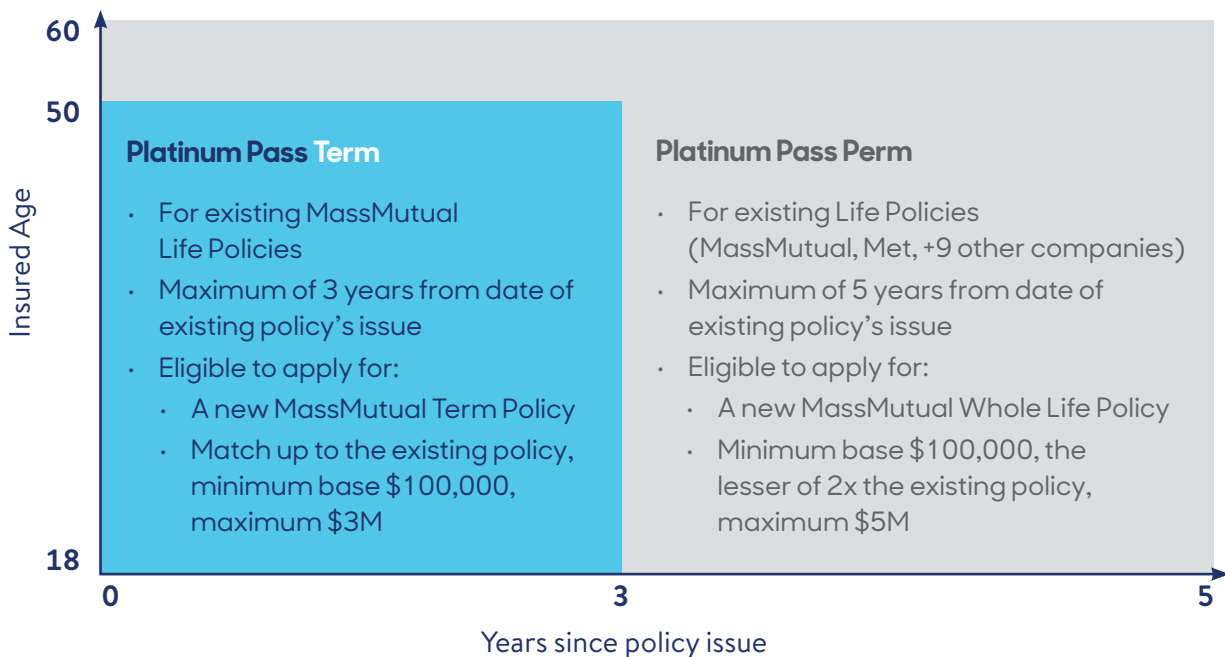 60
50
18
Insured Age
Platinum Pass Term
· For existing MassMutual
Life Policies
· Maximum of 3 years from date of
existing policy’s issue
· Eligible to apply for:
· A new MassMutual Term Policy
· Match up to the existing policy,
minimum base $100,000,
maximum $3M
Platinum Pass Perm
· For existing Life Policies
(MassMutual, Met, +9 other companies)
· Maximum of 5 years from date of
existing policy’s issue
· Eligible to apply for:
· A new MassMutual Whole Life Policy
· Minimum base $100,000, the
lesser of 2x the existing policy,
maximum $5M
0
3
5
Years since policy issue